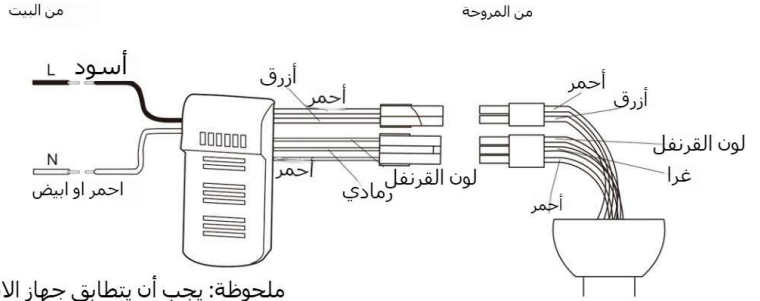 من البيت
من المروحة
L
أسود
أزرق
أحمر
أحمر
أزرق
لون القرنفل
غرا
N
احمر او ابيض
أحمر
رمادي
لون القرنفل
أحمر
ملحوظة: يجب أن يتطابق جهاز